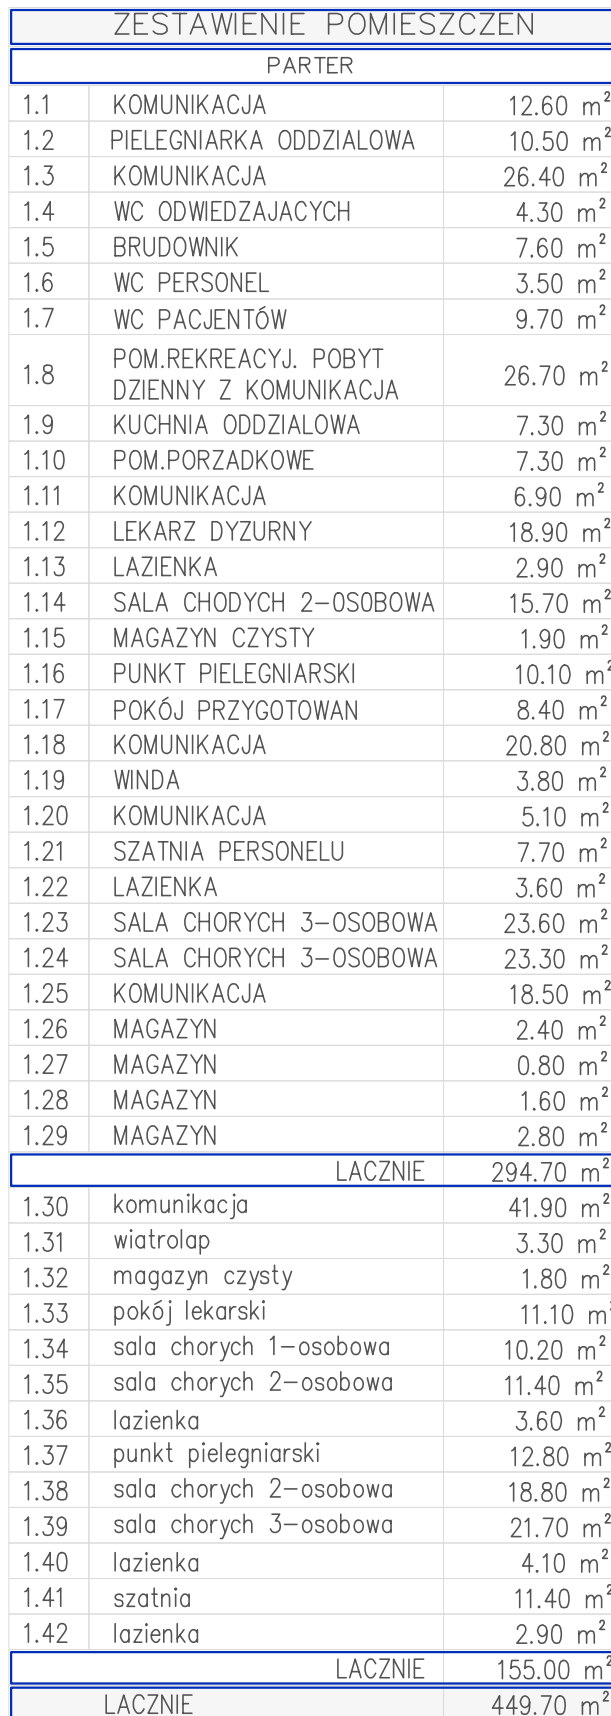 ZESTAWIENIE POMIESZCZEN
PARTER
1.1 KOMUNIKACJA 12.60 m²
1.2 PIELEGNIARKA ODDZIALOWA 10.50 m²
1.3 KOMUNIKACJA 26.40 m²
1.4 WC ODWIEDZAJACYCH 4.30 m²
1.5 BRUDOWNIK 7.60 m²
1.6 WC PERSONEL 3.50 m²
1.7 WC PACJENTÓW 9.70 m²
1.8 POM.REKREACYJ. POBYT
DZIENNY Z KOMUNIKACJA 26.70 m²
1.9 KUCHNIA ODDZIALOWA 7.30 m²
1.10 POM.PORZADKOWE 7.30 m²
1.11 KOMUNIKACJA 6.90 m²
1.12 LEKARZ DYZURNY 18.90 m²
1.13 LAZIENKA 2.90 m²
1.14 SALA CHODYCH 2-OSOBOWA 15.70 m²
1.15 MAGAZYN CZYSTY 1.90 m²
1.16 PUNKT PIELEGNIARSKI 10.10 m²
1.17 POKÓJ PRZYGOTOWAN 8.40 m²
1.18 KOMUNIKACJA 20.80 m²
1.19 WINDA 3.80 m²
1.20 KOMUNIKACJA 5.10 m²
1.21 SZATNIA PERSONELU 7.70 m²
1.22 LAZIENKA 3.60 m²
1.23 SALA CHORYCH 3-OSOBOWA 23.60 m²
1.24 SALA CHORYCH 3-OSOBOWA 23.30 m²
1.25 KOMUNIKACJA 18.50 m²
1.26 MAGAZYN 2.40 m²
1.27 MAGAZYN 0.80 m²
1.28 MAGAZYN 1.60 m²
1.29 MAGAZYN 2.80 m²
LACZNIE 294.70 m²
1.30 komunikacja 41.90 m²
1.31 wiatrolap 3.30 m²
1.32 magazyn czysty 1.80 m²
1.33 pokój lekarski 11.10 m²
1.34 sala chorych 1-osobowa 10.20 m²
1.35 sala chorych 2-osobowa 11.40 m²
1.36 lazienka 3.60 m²
1.37 punkt pielegniarski 12.80 m²
1.38 sala chorych 2-osobowa 18.80 m²
1.39 sala chorych 3-osobowa 21.70 m²
1.40 lazienka 4.10 m²
1.41 szatnia 11.40 m²
1.42 lazienka 2.90 m²
LACZNIE 155.00 m²
LACZNIE 449.70 m²